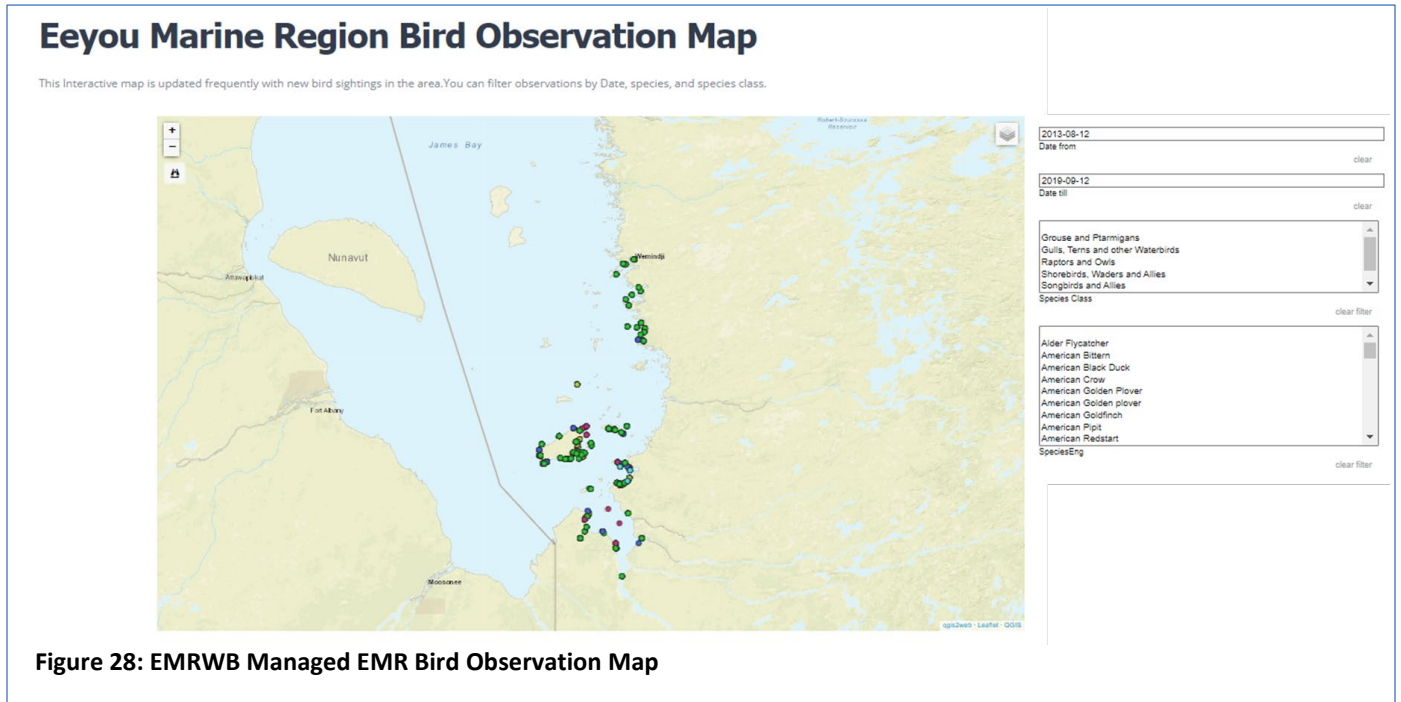 Eeyou Marine Region Bird Observation Map
This Interactive map is updated frequently with new bird sightings in the area.You can filter observations by Date, species, and species class.
+
−
James Bay
Robert-Bourassa
Reservoir
Nunavut
Attawapiskat
Wemindji
Fort Albany
Moosonee
qgis2web · Leaflet · QGIS
2013-08-12
Date from
clear
2019-09-12
Date till
clear
Grouse and Ptarmigans
Gulls, Terns and other Waterbirds
Raptors and Owls
Shorebirds, Waders and Allies
Songbirds and Allies
Species Class
clear filter
Alder Flycatcher
American Bittern
American Black Duck
American Crow
American Golden Plover
American Golden plover
American Goldfinch
American Pipit
American Redstart
SpeciesEng
clear filter
Figure 28: EMRWB Managed EMR Bird Observation Map